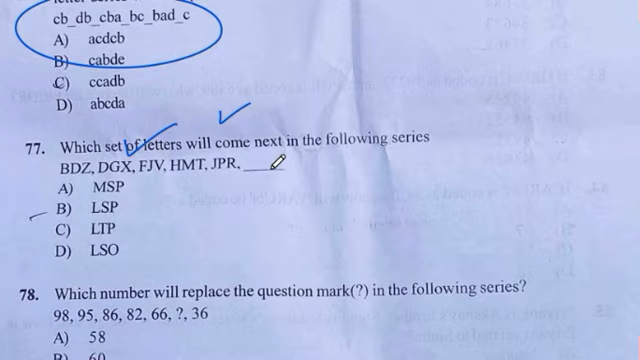 cb_db_cba_bc_bad_c
A) acdcb
B) cabde
C) ccadb
D) abcda
77. Which set of letters will come next in the following series
BDZ, DGX, FJV, HMT, JPR, ____
A) MSP
B) LSP
C) LTP
D) LSO
78. Which number will replace the question mark(?) in the following series?
98, 95, 86, 82, 66, ?, 36
A) 58
B) 60